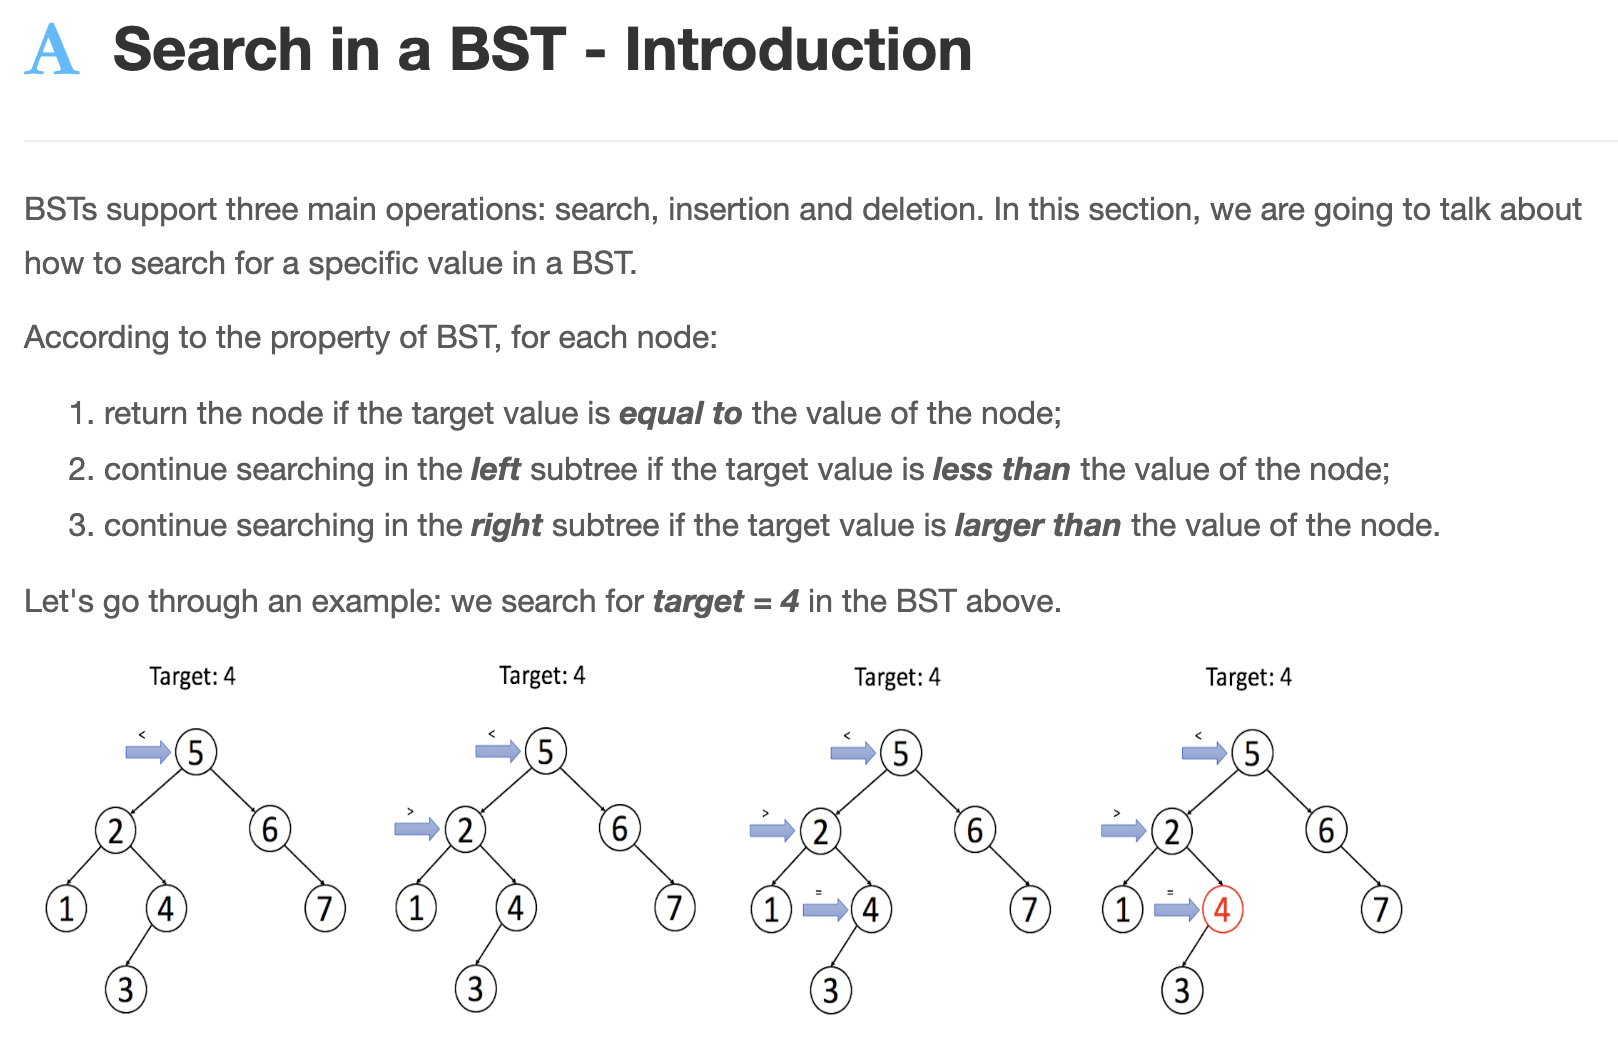 A Search in a BST - Introduction
BSTs support three main operations: search, insertion and deletion. In this section, we are going to talk about
how to search for a specific value in a BST.
According to the property of BST, for each node:
1. return the node if the target value is equal to the value of the node;
2. continue searching in the left subtree if the target value is less than the value of the node;
3. continue searching in the right subtree if the target value is larger than the value of the node.
Let's go through an example: we search for target = 4 in the BST above.
Target: 4 Target: 4 Target: 4 Target: 4
< 5 < 5 < 5 < 5
2 6 > 2 6 > 2 6 > 2 6
1 4 7 1 4 7 1 = 4 7 1 = 4 7
3 3 3 3